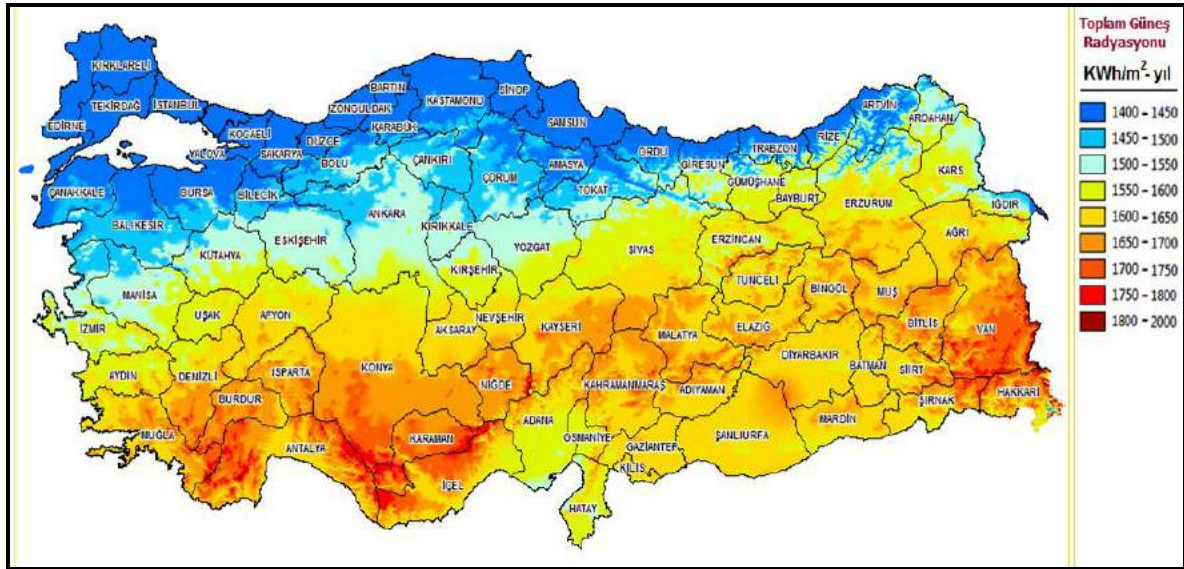 Toplam Güneş
Radyasyonu
KWh/m²- yıl
1400 - 1450
1450 - 1500
1500 - 1550
1550 - 1600
1600 - 1650
1650 - 1700
1700 - 1750
1750 - 1800
1800 - 2000
KIRKLARELİ
TEKİRDAĞ
İSTANBUL
EDİRNE
KOCAELİ
YALOVA
SAKARYA
DÜZCE
BOLU
ZONGULDAK
BARTIN
KARABÜK
KASTAMONU
SİNOP
SAMSUN
ÇANKIRI
ÇORUM
AMASYA
TOKAT
ORDU
GİRESUN
TRABZON
RİZE
ARTVİN
ARDAHAN
GÜMÜŞHANE
BAYBURT
ERZURUM
KARS
IĞDIR
AĞRI
ÇANAKKALE
BURSA
BİLECİK
BALIKESİR
KÜTAHYA
ESKİŞEHİR
ANKARA
KIRIKKALE
YOZGAT
SİVAS
ERZİNCAN
TUNCELİ
BİNGÖL
MUŞ
BİTLİS
VAN
MANİSA
İZMİR
UŞAK
AFYON
KIRŞEHİR
NEVŞEHİR
AKSARAY
KAYSERİ
MALATYA
ELAZIĞ
DİYARBAKIR
BATMAN
SİİRT
ŞIRNAK
HAKKARİ
AYDIN
DENİZLİ
ISPARTA
BURDUR
KONYA
NİĞDE
KAHRAMANMARAŞ
ADIYAMAN
ŞANLIURFA
MARDİN
MUĞLA
ANTALYA
KARAMAN
İÇEL
ADANA
OSMANİYE
GAZİANTEP
KİLİS
HATAY